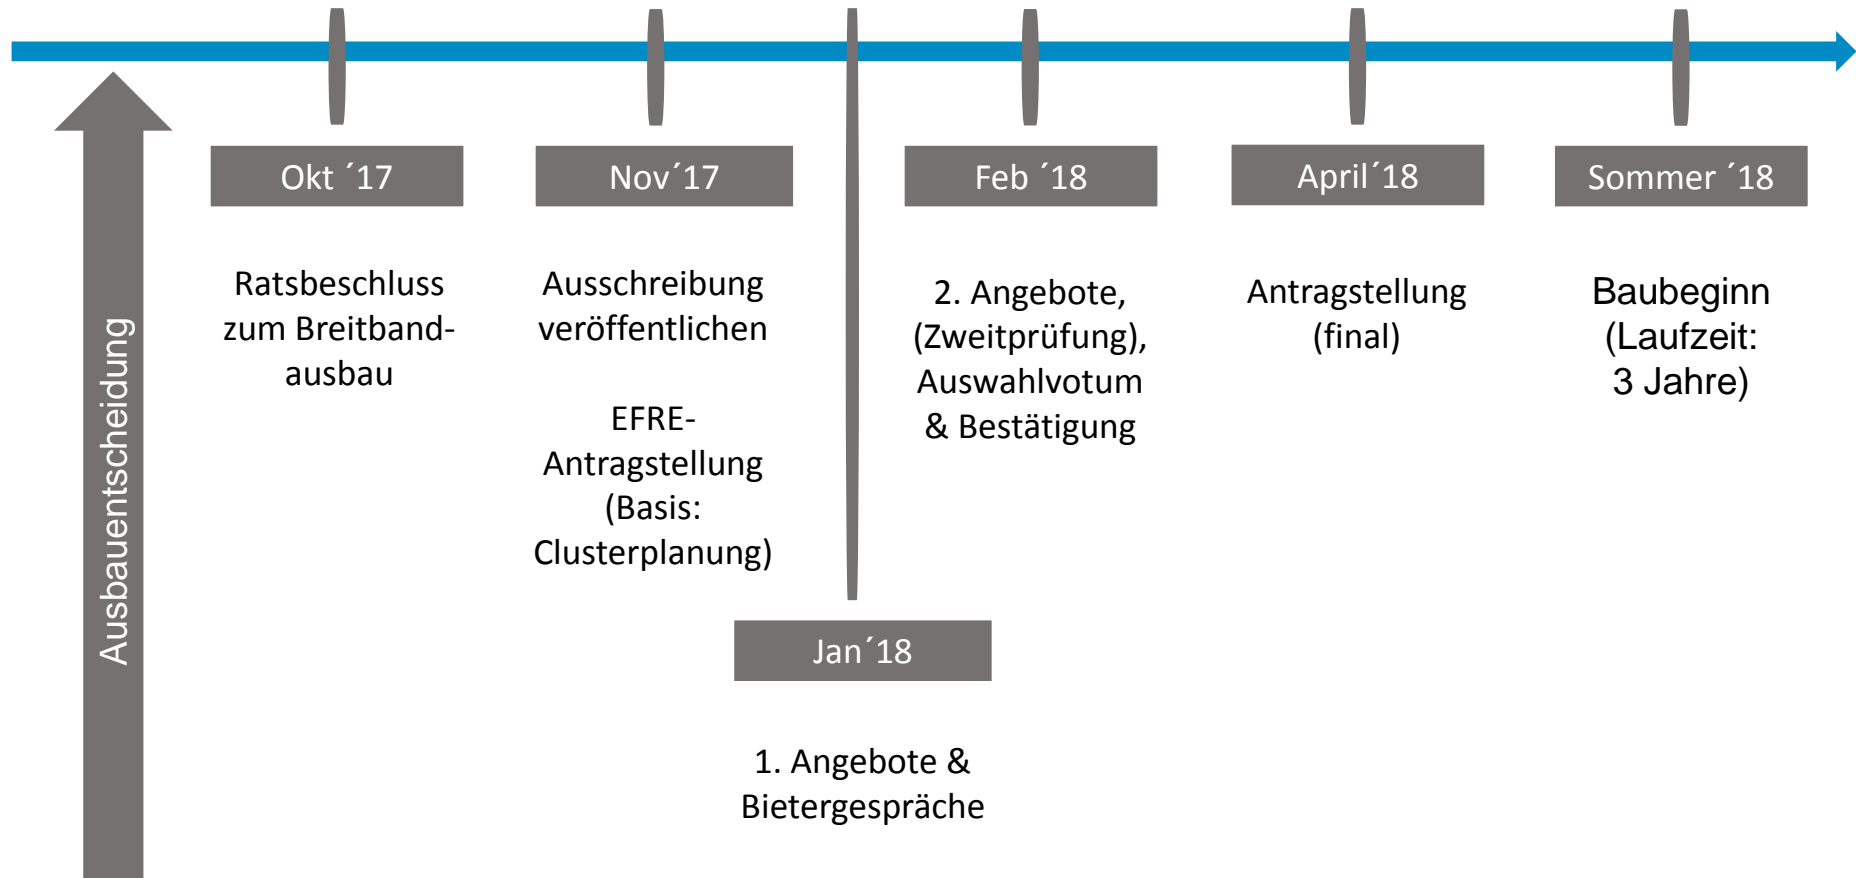 Ausbauentscheidung
Okt ´17
Ratsbeschluss
zum Breitband-
ausbau
Nov´17
Ausschreibung
veröffentlichen
EFRE-
Antragstellung
(Basis:
Clusterplanung)
Jan´18
1. Angebote &
Bietergespräche
Feb ´18
2. Angebote,
(Zweitprüfung),
Auswahlvotum
& Bestätigung
April´18
Antragstellung
(final)
Sommer ´18
Baubeginn
(Laufzeit:
3 Jahre)